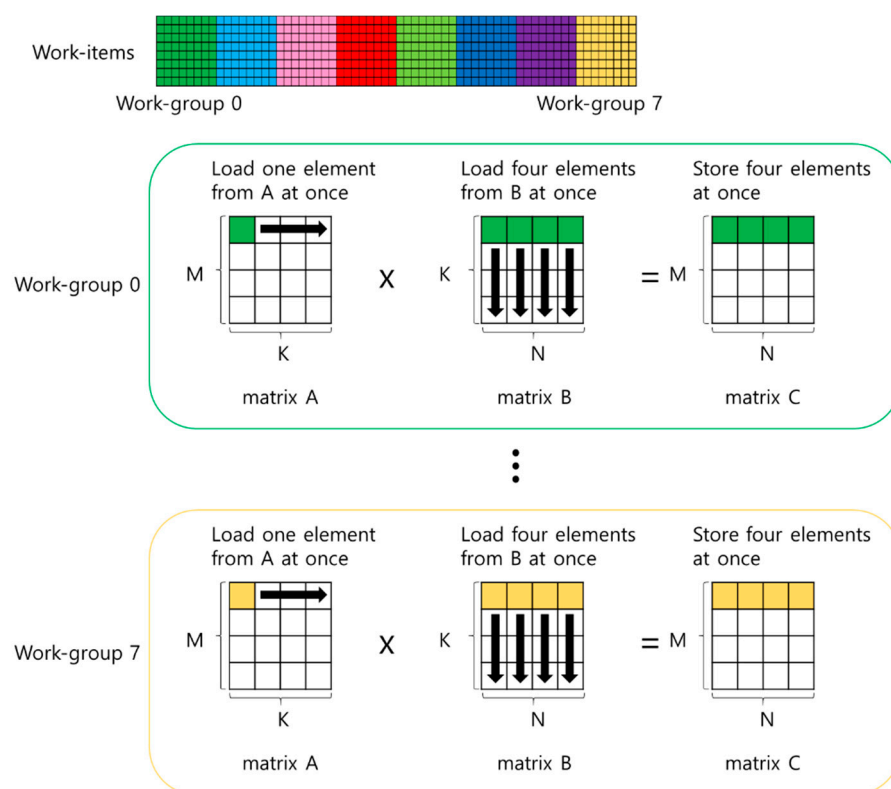 Work-items
Work-group 0
Work-group 7
Load one element
from A at once
Load four elements
from B at once
Store four elements
at once
Work-group 0
M
X
K
=
M
K
N
N
matrix A
matrix B
matrix C
Load one element
from A at once
Load four elements
from B at once
Store four elements
at once
Work-group 7
M
X
K
=
M
K
N
N
matrix A
matrix B
matrix C